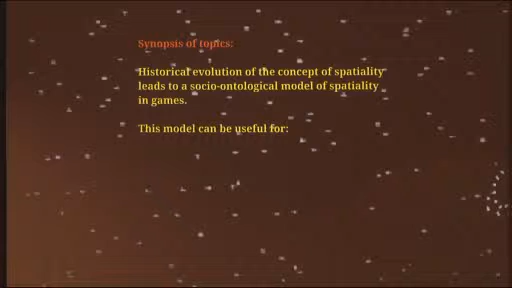 Synopsis of topics:
Historical evolution of the concept of spatiality
leads to a socio-ontological model of spatiality
in games.
This model can be useful for: